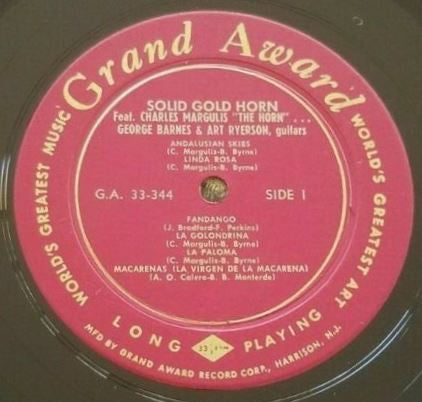 Grand Award
WORLD'S GREATEST MUSIC
WORLD'S GREATEST ART
SOLID GOLD HORN
Feat. CHARLES MARGULIS "THE HORN" ...
GEORGE BARNES & ART RYERSON, guitars
ANDALUSIAN SKIES
(C. Margulis-B. Byrne)
LINDA ROSA
(C. Margulis-B. Byrne)
G.A. 33-344 SIDE 1
FANDANGO
(J. Bradford-F. Perkins)
LA GOLONDRINA
(C. Margulis-B. Byrne)
LA PALOMA
(C. Margulis-B. Byrne)
MACARENAS (LA VIRGEN DE LA MACARENA)
(A. O. Calero-B. B. Monterde)
LONG 33 PLAYING
MFD BY GRAND AWARD RECORD CORP., HARRISON, N.J.